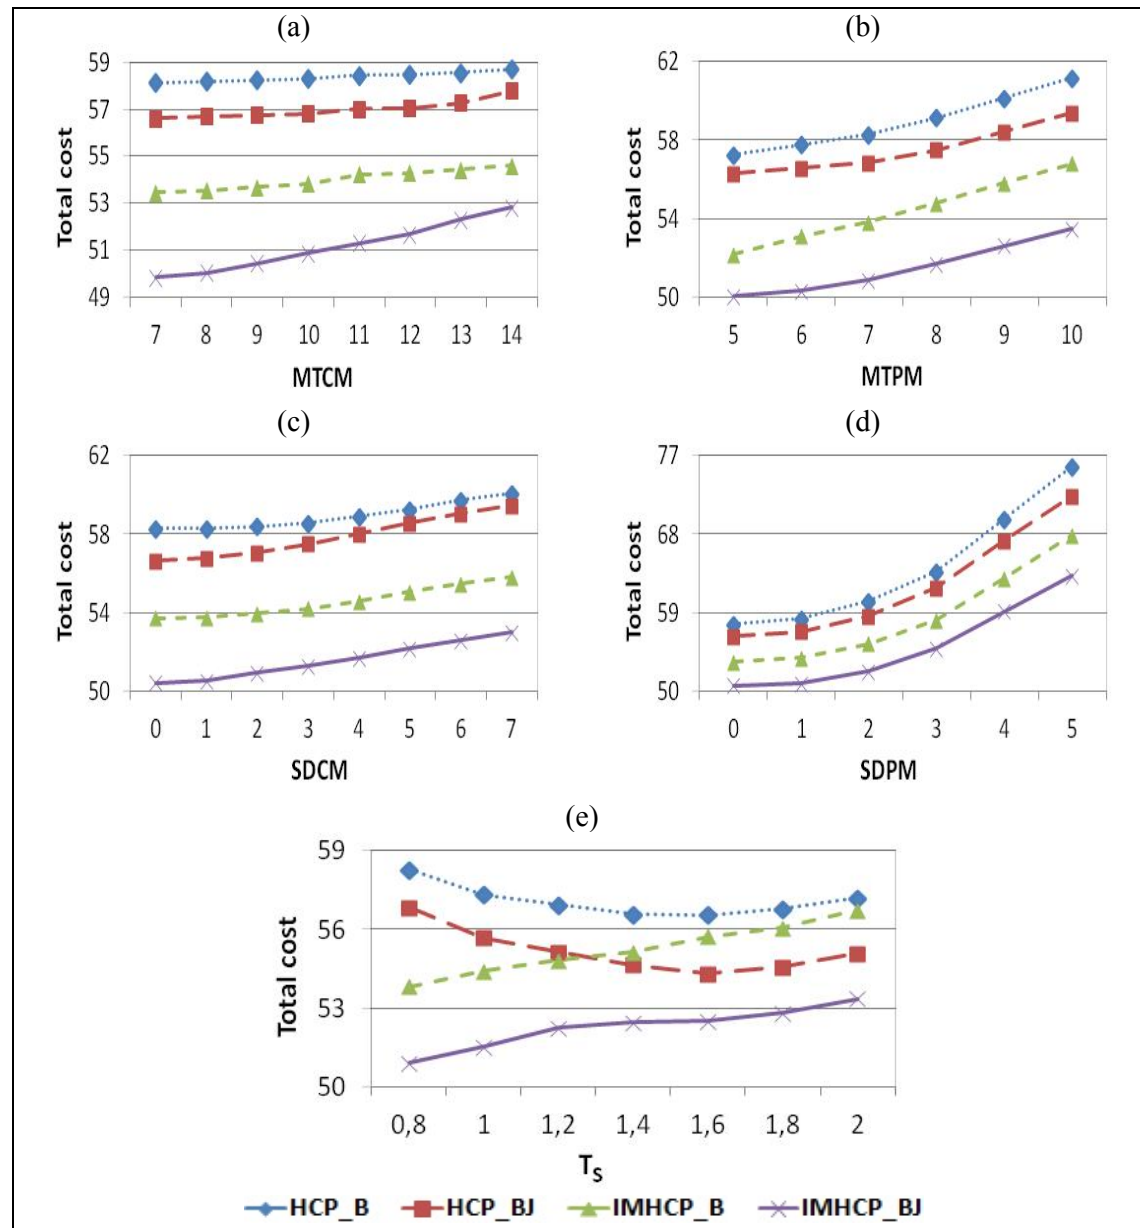 (a)
Total cost
59
57
55
53
51
49
7 8 9 10 11 12 13 14
MTCM
(b)
Total cost
62
58
54
50
5 6 7 8 9 10
MTPM
(c)
Total cost
62
58
54
50
0 1 2 3 4 5 6 7
SDCM
(d)
Total cost
77
68
59
50
0 1 2 3 4 5
SDPM
(e)
Total cost
59
56
53
50
0,8 1 1,2 1,4 1,6 1,8 2
TS
HCP_B HCP_BJ IMHCP_B IMHCP_BJ